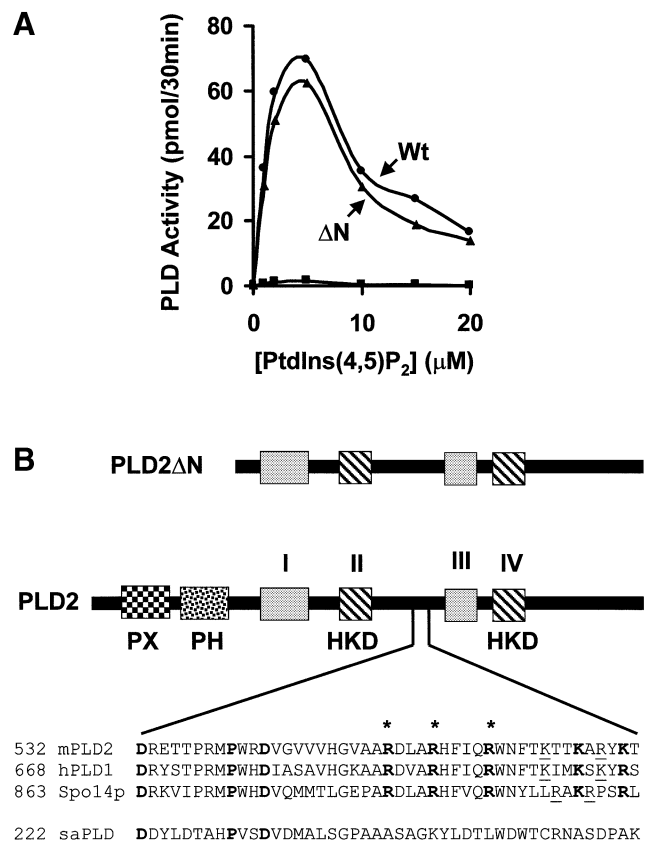 A
PLD Activity (pmol/30min)
80
60
40
20
0
Wt
ΔN
0 10 20
[PtdIns(4,5)P2] (μM)
B
PLD2ΔN
I II III IV
PLD2
PX PH HKD HKD
* * *
532 mPLD2 DRETTPRMPWRDVGVVVHGVAARDLARHFIQRWNFTKTTKARYKT
668 hPLD1 DRYSTPRMPWHDIASAVHGKAARDVARHFIQRWNFTKIMKSKYRS
863 Spo14p DRKVIPRMPWHDVQMMTLGEPARDLARHFVQRWNYLLRAKRPSRL
222 saPLD DDYLDTAHPVSDVDMALSGPAAASAGKYLDTLWDWTCRNASDPAK